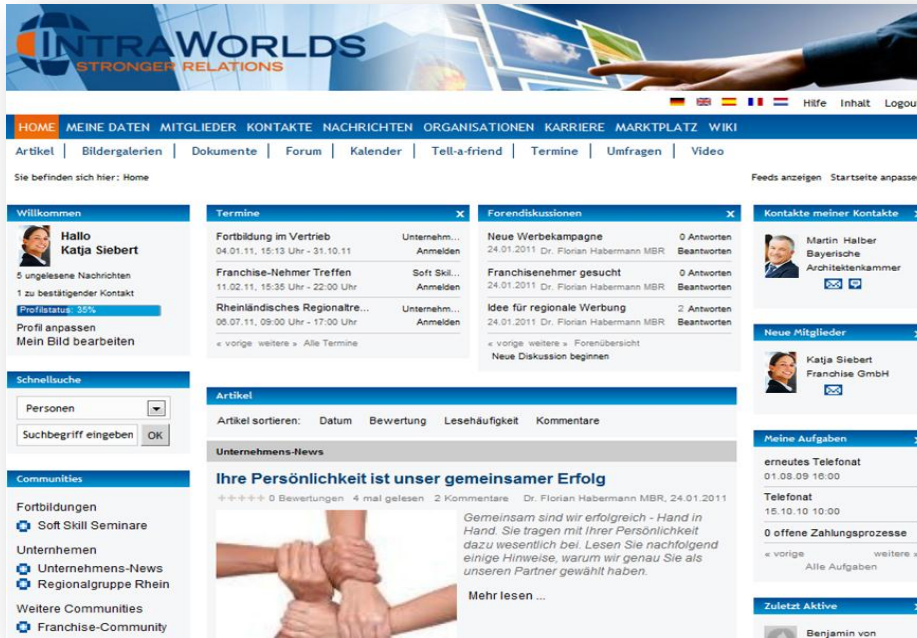 INTRAWORLDS
STRONGER RELATIONS
Hilfe Inhalt Logou
HOME MEINE DATEN MITGLIEDER KONTAKTE NACHRICHTEN ORGANISATIONEN KARRIERE MARKTPLATZ WIKI
Artikel | Bildergalerien | Dokumente | Forum | Kalender | Tell-a-friend | Termine | Umfragen | Video
Sie befinden sich hier: Home
Feeds anzeigen Startseite anpasse
Willkommen
Hallo
Katja Siebert
5 ungelesene Nachrichten
1 zu bestätigender Kontakt
Profilstatus: 35%
Profil anpassen
Mein Bild bearbeiten
Schnellsuche
Personen
Suchbegriff eingeben OK
Communities
Fortbildungen
Soft Skill Seminare
Unternhemen
Unternehmens-News
Regionalgruppe Rhein
Weitere Communities
Franchise-Community
Termine x
Fortbildung im Vertrieb Unternehm...
04.01.11, 15:13 Uhr - 31.10.11 Anmelden
Franchise-Nehmer Treffen Soft Skil...
11.02.11, 15:35 Uhr - 22:00 Uhr Anmelden
Rheinländisches Regionaltre... Unternehm...
06.07.11, 09:00 Uhr - 17:00 Uhr Anmelden
« vorige weitere » Alle Termine
Forendiskussionen x
Neue Werbekampagne 0 Antworten
24.01.2011 Dr. Florian Habermann MBR Beantworten
Franchisenehmer gesucht 0 Antworten
24.01.2011 Dr. Florian Habermann MBR Beantworten
Idee für regionale Werbung 2 Antworten
24.01.2011 Dr. Florian Habermann MBR Beantworten
« vorige weitere » Forenübersicht
Neue Diskussion beginnen
Artikel
Artikel sortieren: Datum Bewertung Lesehäufigkeit Kommentare
Unternehmens-News
Ihre Persönlichkeit ist unser gemeinsamer Erfolg
0 Bewertungen 4 mal gelesen 2 Kommentare Dr. Florian Habermann MBR, 24.01.2011
Gemeinsam sind wir erfolgreich - Hand in
Hand. Sie tragen mit Ihrer Persönlichkeit
dazu wesentlich bei. Lesen Sie nachfolgend
einige Hinweise, warum wir genau Sie als
unseren Partner gewählt haben.
Mehr lesen ...
Kontakte meiner Kontakte
Martin Halber
Bayerische
Architektenkammer
Neue Mitglieder
Katja Siebert
Franchise GmbH
Meine Aufgaben
erneutes Telefonat
01.08.09 16:00
Telefonat
15.10.10 10:00
0 offene Zahlungsprozesse
« vorige weitere »
Alle Aufgaben
Zuletzt Aktive
Benjamin von